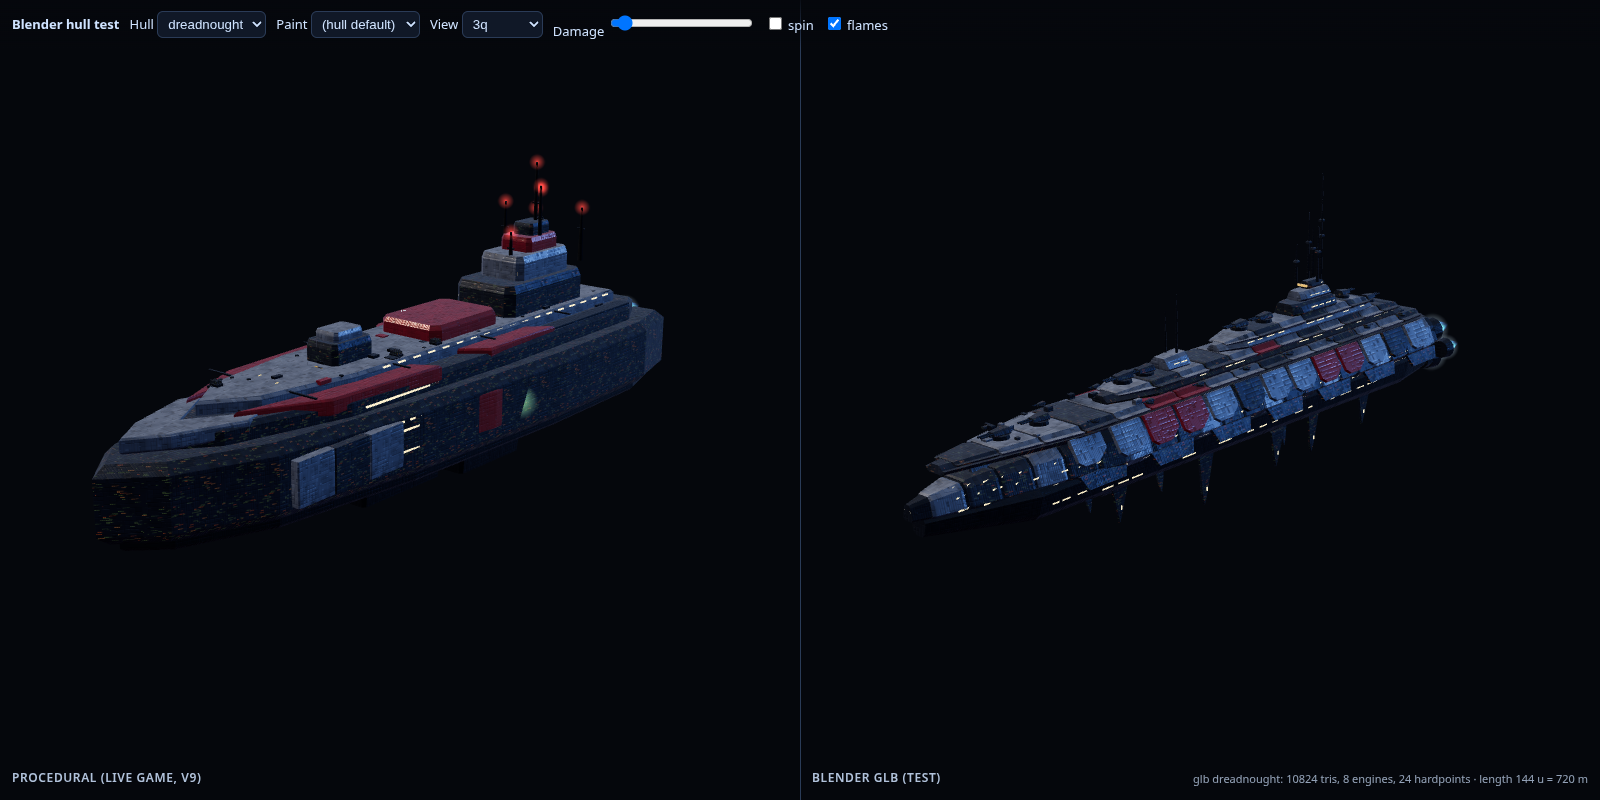 Blender hull test Hull dreadnought Paint (hull default) View 3q Damage spin flames
PROCEDURAL (LIVE GAME, V9)
BLENDER GLB (TEST)
glb dreadnought: 10824 tris, 8 engines, 24 hardpoints · length 144 u = 720 m